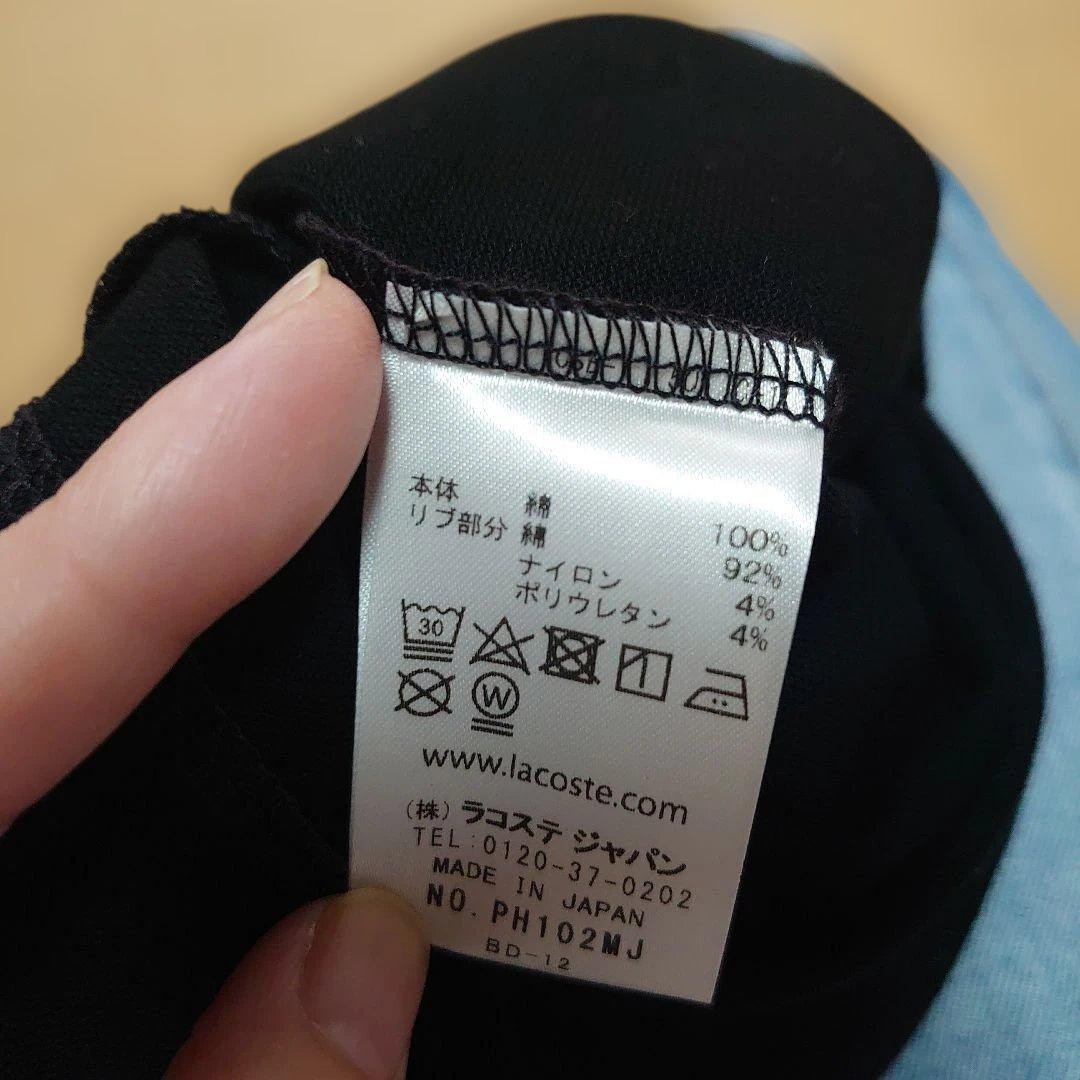 本体 綿 100%
リブ部分 綿 92%
ナイロン 4%
ポリウレタン 4%
30
W
www.lacoste.com
(株) ラコステ ジャパン
TEL:0120-37-0202
MADE IN JAPAN
NO. PH102MJ
BD-12